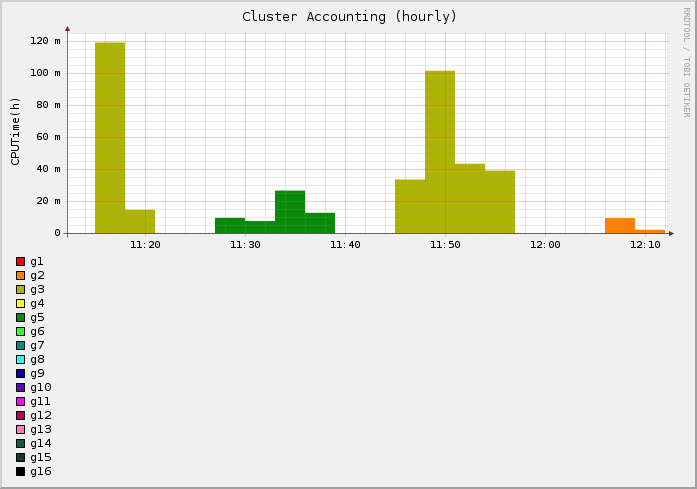 Cluster Accounting (hourly)
RRDTOOL / TOBI OETIKER
CPUTime(h)
120 m
100 m
80 m
60 m
40 m
20 m
0
11:20 11:30 11:40 11:50 12:00 12:10
g1
g2
g3
g4
g5
g6
g7
g8
g9
g10
g11
g12
g13
g14
g15
g16